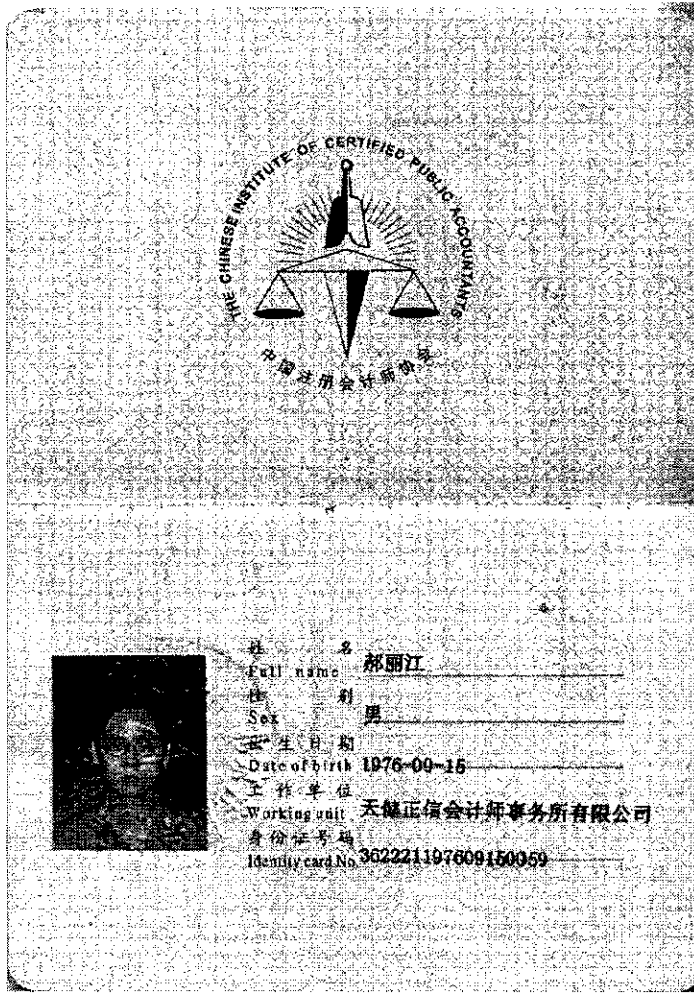 THE CHINESE INSTITUTE OF CERTIFIED PUBLIC ACCOUNTANTS
中国注册会计师协会
姓 名
Full name 郝丽江
性 别
Sex 男
出生日期
Date of birth 1976-09-15
工作单位
Working unit 天健正信会计师事务所有限公司
身份证号码
Identity card No 362221197609150059